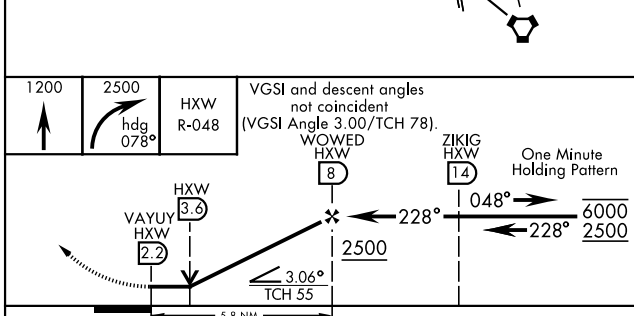 1200
2500
hdg
078°
HXW
R-048
VGSI and descent angles
not coincident
(VGSI Angle 3.00/TCH 78).
WOWED
HXW
8
ZIKIG
HXW
14
One Minute
Holding Pattern
HXW
3.6
VAYUY
HXW
2.2
048°
228°
228°
6000
2500
2500
3.06°
TCH 55
5.8 NM